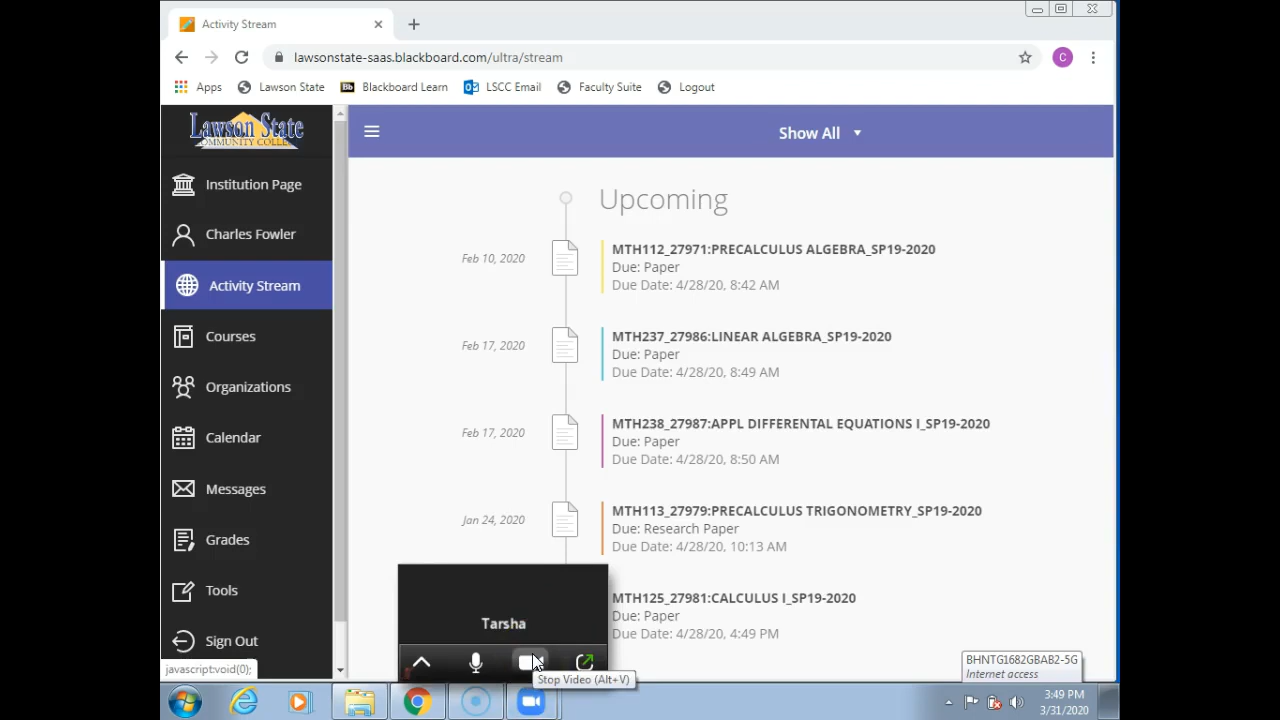 Activity Stream
lawsonstate-saas.blackboard.com/ultra/stream
C
Apps
Lawson State
Bb
Blackboard Learn
LSCC Email
Faculty Suite
Logout
Lawson State
COMMUNITY COLLEGE
Show All
Institution Page
Charles Fowler
Activity Stream
Courses
Organizations
Calendar
Messages
Grades
Tools
Sign Out
javascript:void(0);
Upcoming
Feb 10, 2020
MTH112_27971:PRECALCULUS ALGEBRA_SP19-2020
Due: Paper
Due Date: 4/28/20, 8:42 AM
Feb 17, 2020
MTH237_27986:LINEAR ALGEBRA_SP19-2020
Due: Paper
Due Date: 4/28/20, 8:49 AM
Feb 17, 2020
MTH238_27987:APPL DIFFERENTIAL EQUATIONS I_SP19-2020
Due: Paper
Due Date: 4/28/20, 8:50 AM
Jan 24, 2020
MTH113_27979:PRECALCULUS TRIGONOMETRY_SP19-2020
Due: Research Paper
Due Date: 4/28/20, 10:13 AM
MTH125_27981:CALCULUS I_SP19-2020
Due: Paper
Due Date: 4/28/20, 4:49 PM
Tarsha
Stop Video (Alt+V)
BHNTG1682GBAB2-5G
Internet access
3:49 PM
3/31/2020